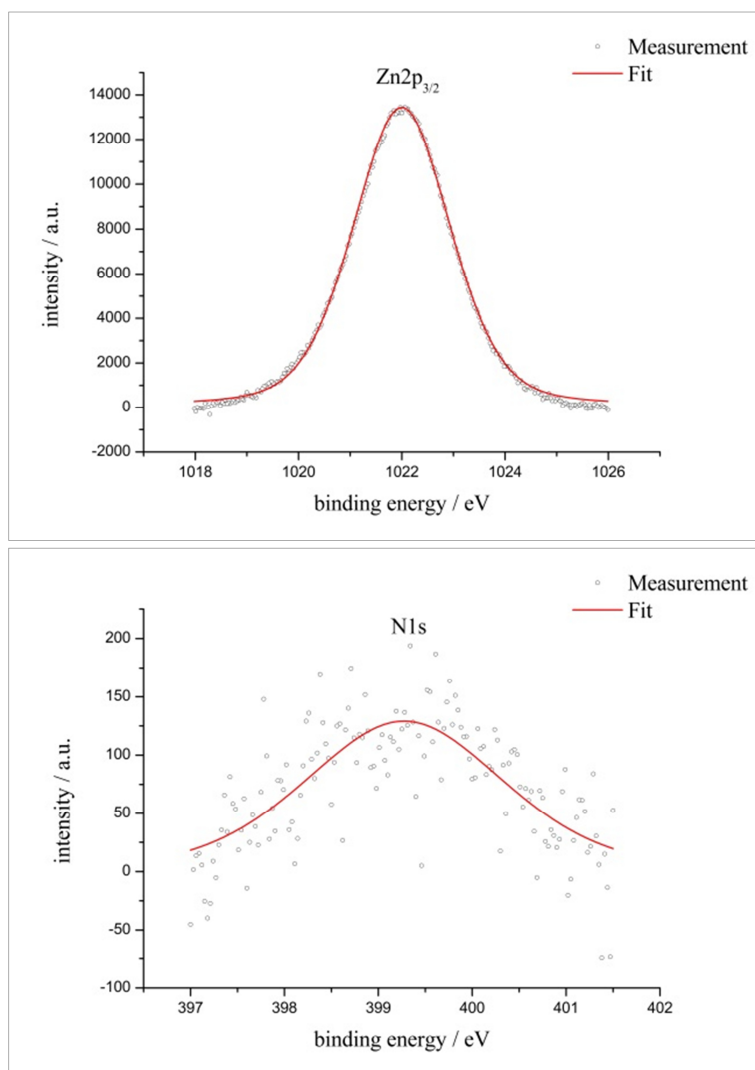 Measurement
Fit
Zn2p3/2
14000
12000
10000
8000
6000
4000
2000
0
-2000
intensity / a.u.
1018 1020 1022 1024 1026
binding energy / eV
Measurement
Fit
N1s
200
150
100
50
0
-50
-100
intensity / a.u.
397 398 399 400 401 402
binding energy / eV